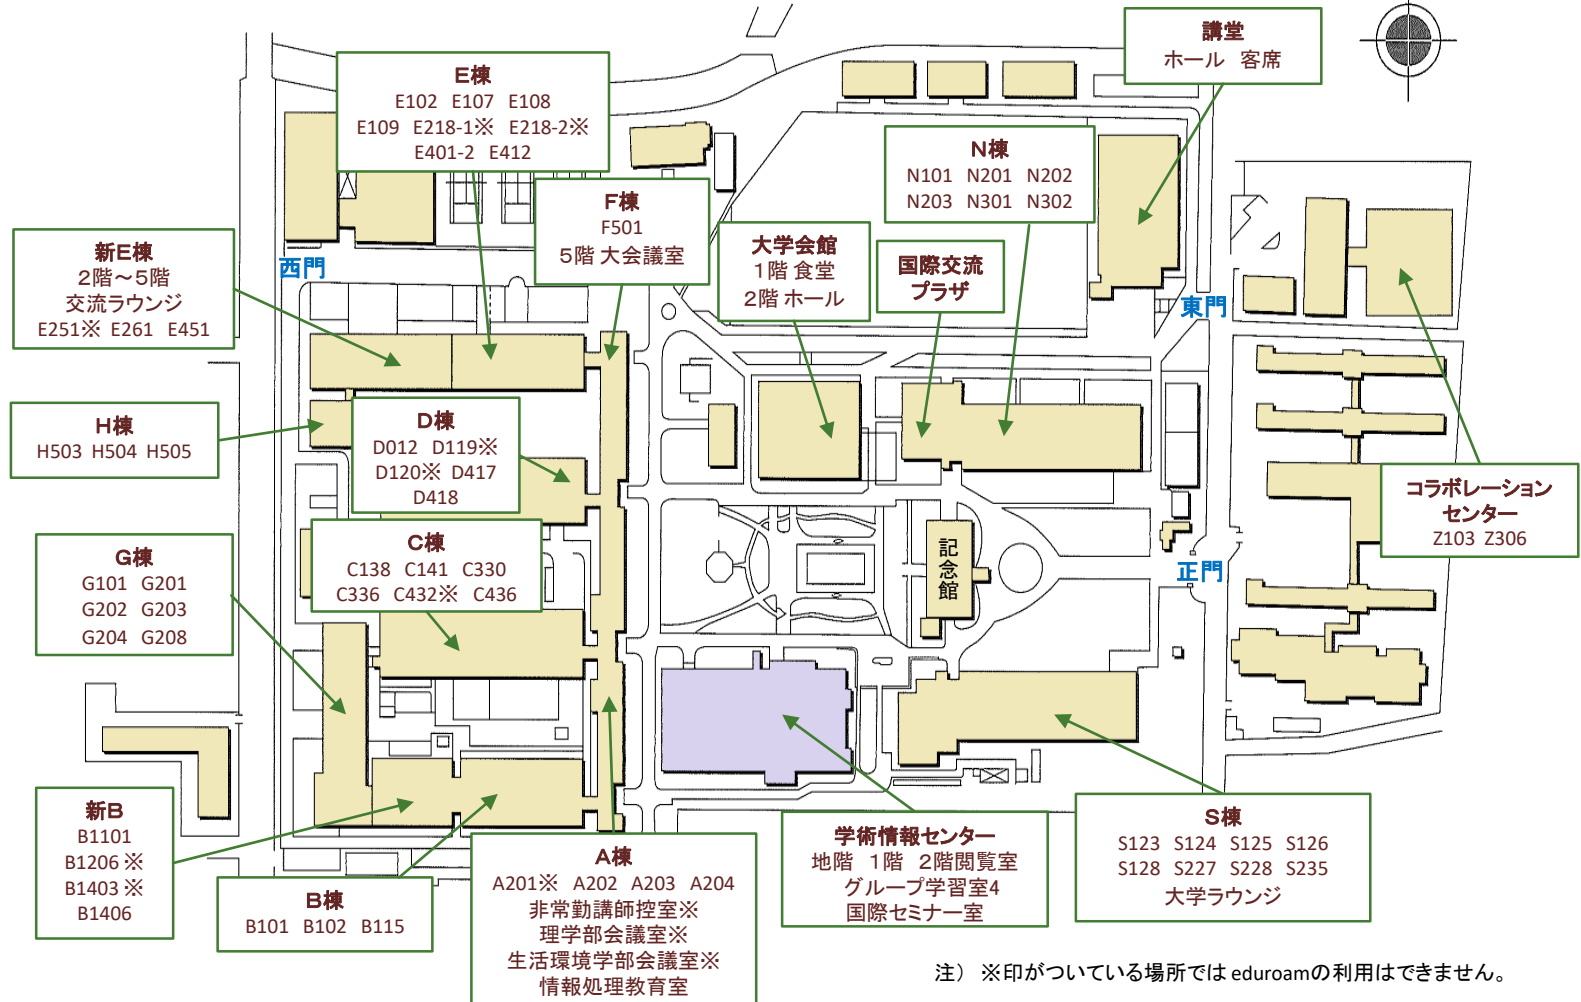 講堂
ホール 客席
E棟
E102 E107 E108
E109 E218-1※ E218-2※
E401-2 E412
N棟
N101 N201 N202
N203 N301 N302
F棟
F501
5階 大会議室
大学会館
1階 食堂
2階 ホール
国際交流
プラザ
新E棟
2階～5階
交流ラウンジ
E251※ E261 E451
西門
東門
H棟
H503 H504 H505
D棟
D012 D119※
D120※ D417
D418
コラボレーション
センター
Z103 Z306
C棟
C138 C141 C330
C336 C432※ C436
記念館
正門
G棟
G101 G201
G202 G203
G204 G208
新B
B1101
B1206 ※
B1403 ※
B1406
B棟
B101 B102 B115
A棟
A201※ A202 A203 A204
非常勤講師控室※
理学部会議室※
生活環境学部会議室※
情報処理教育室
学術情報センター
地階 1階 2階閲覧室
グループ学習室4
国際セミナー室
S棟
S123 S124 S125 S126
S128 S227 S228 S235
大学ラウンジ
注） ※印がついている場所では eduroamの利用はできません。